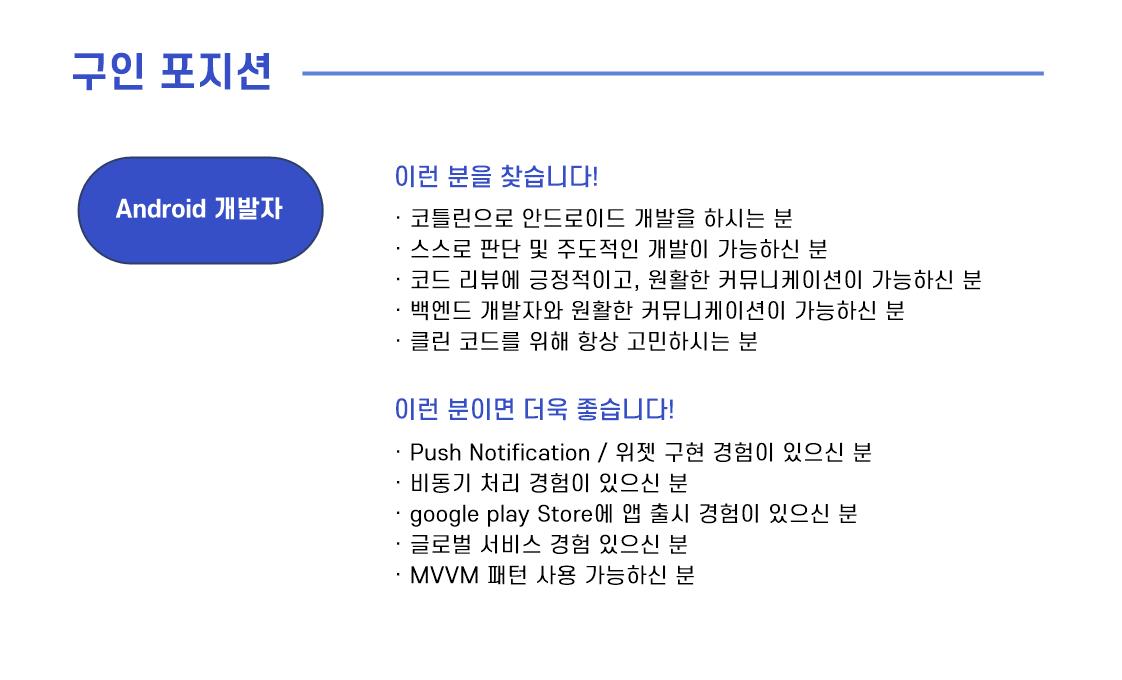 구인 포지션
Android 개발자
이런 분을 찾습니다!
· 코틀린으로 안드로이드 개발을 하시는 분
· 스스로 판단 및 주도적인 개발이 가능하신 분
· 코드 리뷰에 긍정적이고, 원활한 커뮤니케이션이 가능하신 분
· 백엔드 개발자와 원활한 커뮤니케이션이 가능하신 분
· 클린 코드를 위해 항상 고민하시는 분
이런 분이면 더욱 좋습니다!
· Push Notification / 위젯 구현 경험이 있으신 분
· 비동기 처리 경험이 있으신 분
· google play Store에 앱 출시 경험이 있으신 분
· 글로벌 서비스 경험 있으신 분
· MVVM 패턴 사용 가능하신 분